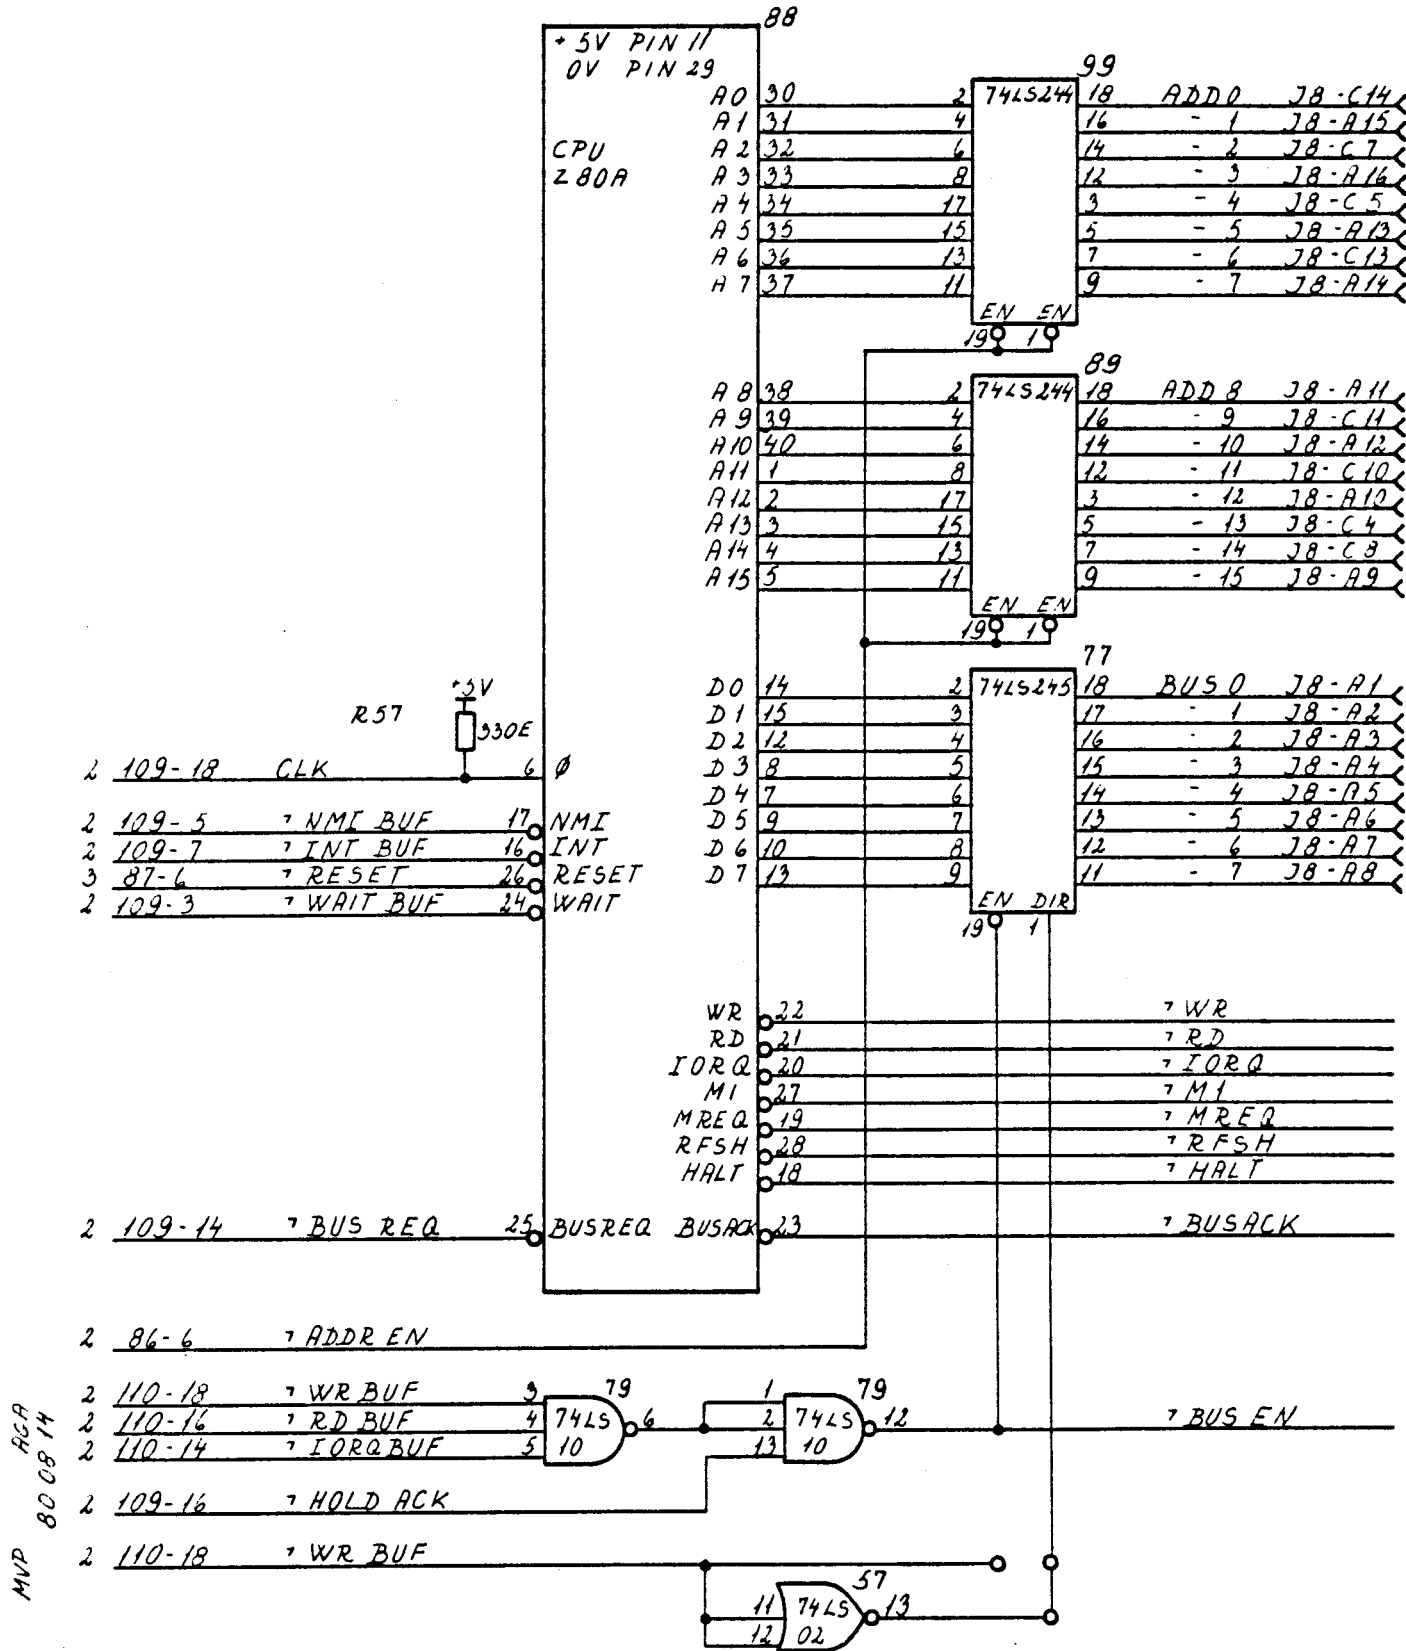 88
+5V PIN 11
0V PIN 29
CPU
Z80A
99
A0 30 2 74LS244 18 ADD 0 J8-C14
A1 31 4 16 - 1 J8-A15
A2 32 6 14 - 2 J8-C7
A3 33 8 12 - 3 J8-A16
A4 34 17 3 - 4 J8-C5
A5 35 15 5 - 5 J8-A13
A6 36 13 7 - 6 J8-C13
A7 37 11 9 - 7 J8-A14
EN EN
19 1
89
A8 38 2 74LS244 18 ADD 8 J8-A11
A9 39 4 16 - 9 J8-C11
A10 40 6 14 - 10 J8-A12
A11 1 8 12 - 11 J8-C10
A12 2 17 3 - 12 J8-A10
A13 3 15 5 - 13 J8-C4
A14 4 13 7 - 14 J8-C8
A15 5 11 9 - 15 J8-A9
EN EN
19 1
77
D0 14 2 74LS245 18 BUS 0 J8-A1
D1 15 3 17 - 1 J8-A2
D2 12 4 16 - 2 J8-A3
D3 8 5 15 - 3 J8-A4
D4 7 6 14 - 4 J8-A5
D5 9 7 13 - 5 J8-A6
D6 10 8 12 - 6 J8-A7
D7 13 9 11 - 7 J8-A8
EN DIR
19 1
+5V
R57 330E
2 109-18 CLK 6 Ø
2 109-5 ¬NMI BUF 17 NMI
2 109-7 ¬INT BUF 16 INT
3 87-6 ¬RESET 26 RESET
2 109-3 ¬WAIT BUF 24 WAIT
WR 22 ¬WR
RD 21 ¬RD
IORQ 20 ¬IORQ
M1 27 ¬M1
MREQ 19 ¬MREQ
RFSH 28 ¬RFSH
HALT 18 ¬HALT
2 109-14 ¬BUS REQ 25 BUSREQ BUSACK 23 ¬BUSACK
2 86-6 ¬ADDR EN
2 110-18 ¬WR BUF 3 79 1 79
2 110-16 ¬RD BUF 4 74LS 6 2 74LS 12 ¬BUS EN
2 110-14 ¬IORQBUF 5 10 13 10
2 109-16 ¬HOLD ACK
2 110-18 ¬WR BUF
57
11 74LS 13
12 02
MVP AGA
80 08 14